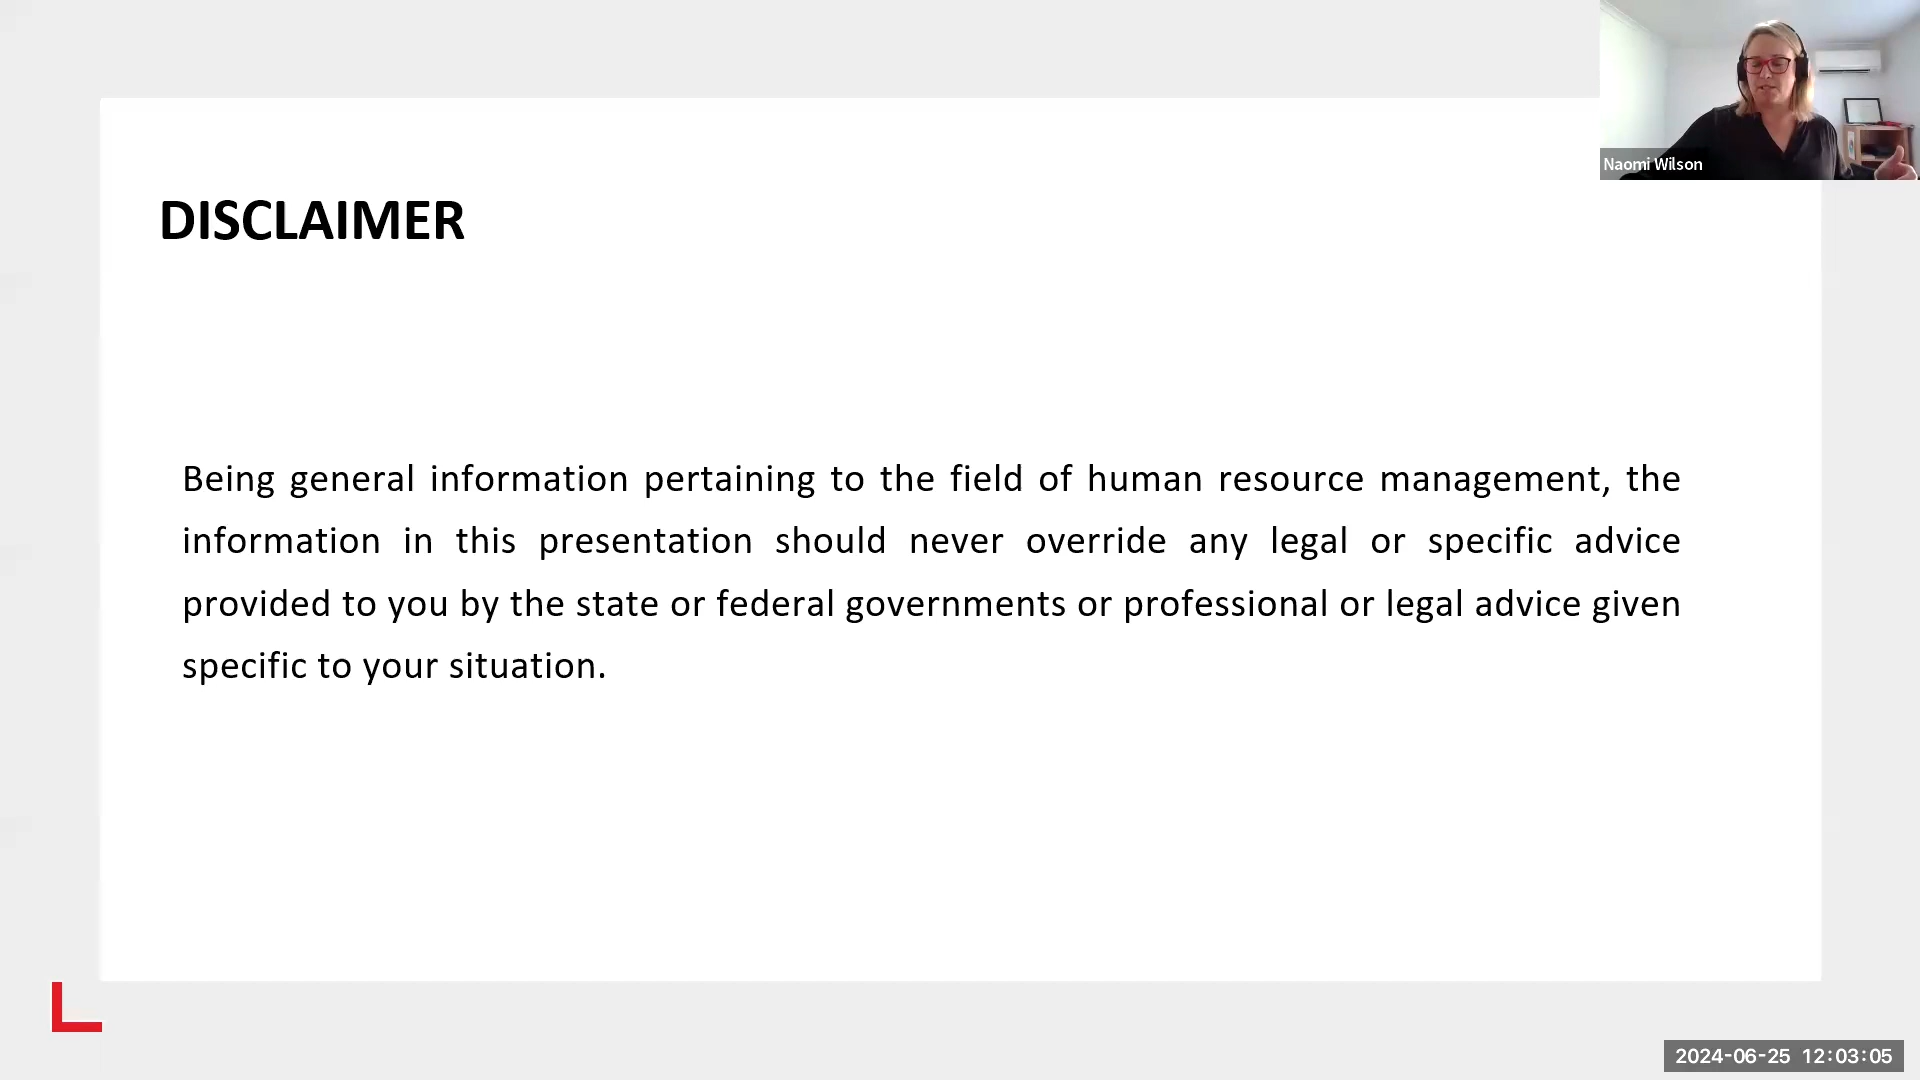 Naomi Wilson
DISCLAIMER
Being general information pertaining to the field of human resource management, the
information in this presentation should never override any legal or specific advice
provided to you by the state or federal governments or professional or legal advice given
specific to your situation.
2024-06-25 12:03:05